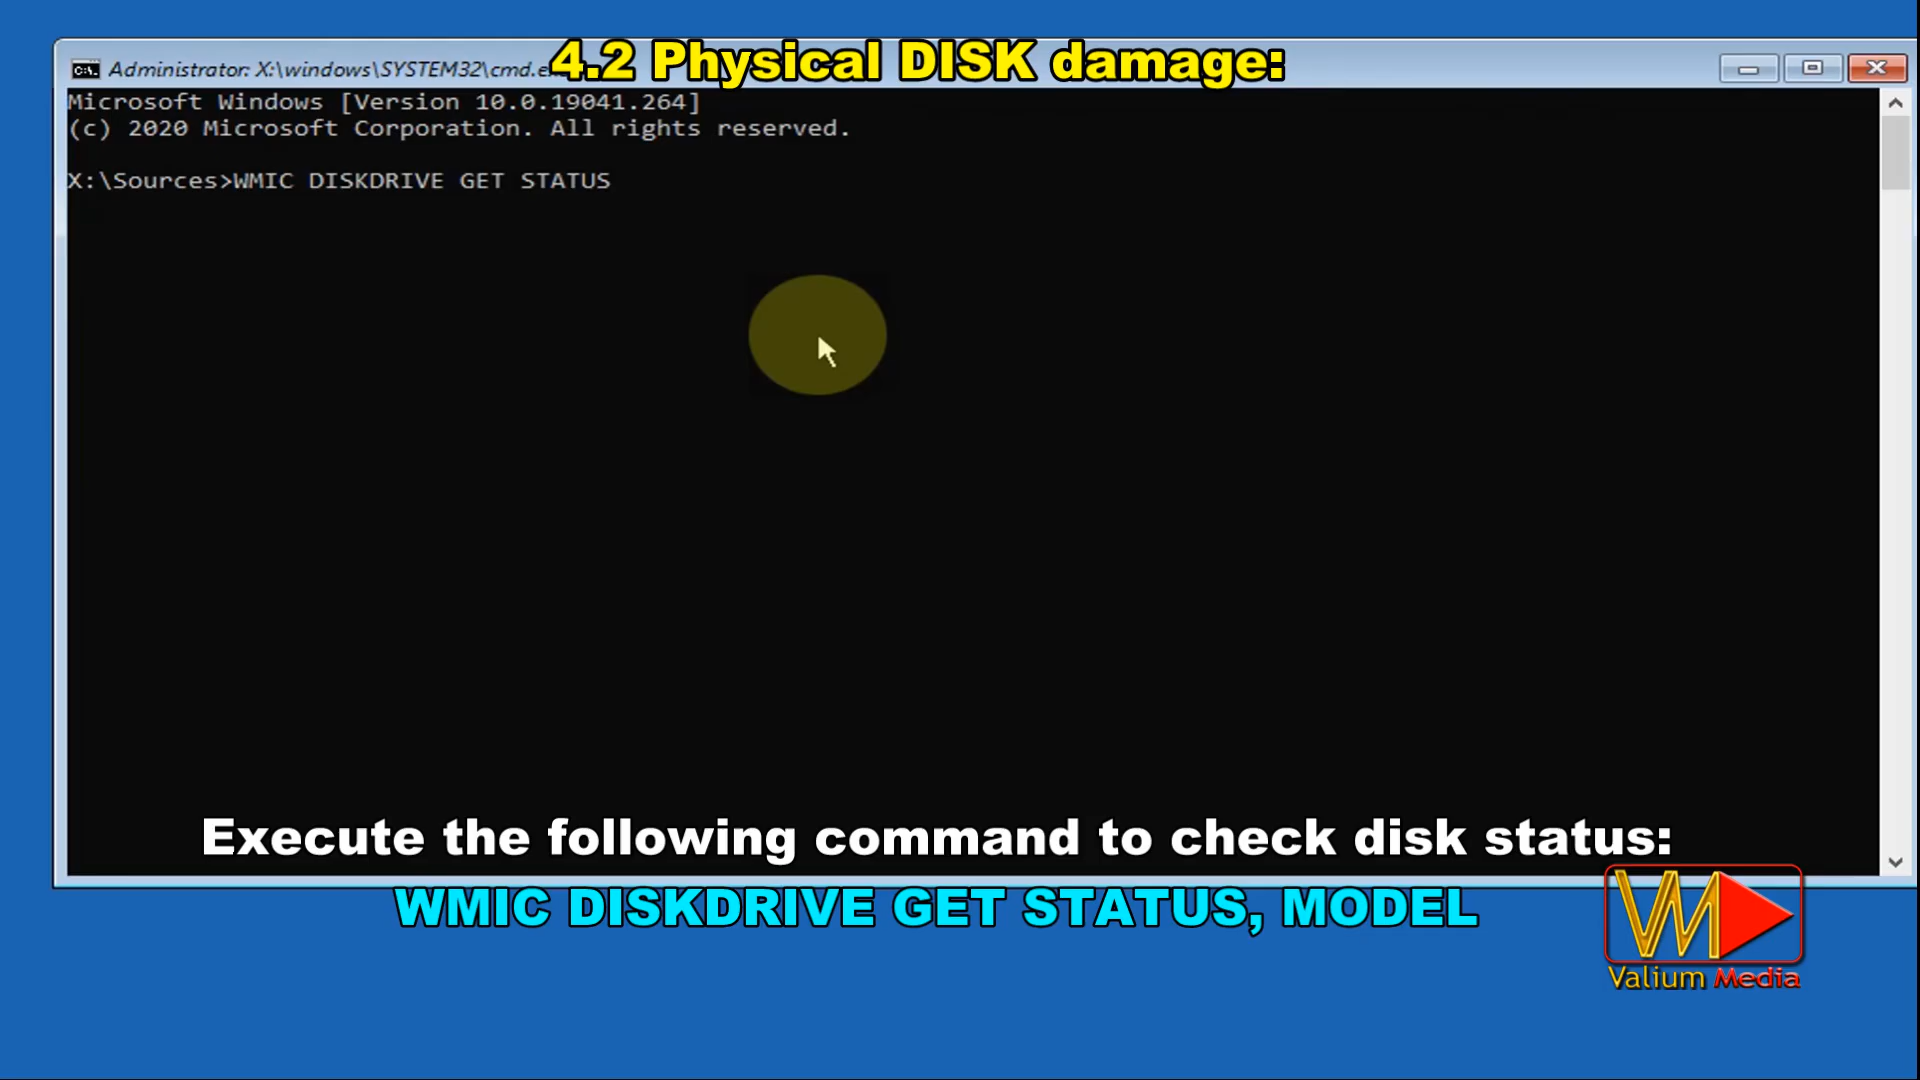 4.2 Physical DISK damage:
Administrator: X:\windows\SYSTEM32\cmd.e
Microsoft Windows [Version 10.0.19041.264]
(c) 2020 Microsoft Corporation. All rights reserved.
X:\Sources>WMIC DISKDRIVE GET STATUS
Execute the following command to check disk status:
WMIC DISKDRIVE GET STATUS, MODEL
VM
Valium Media